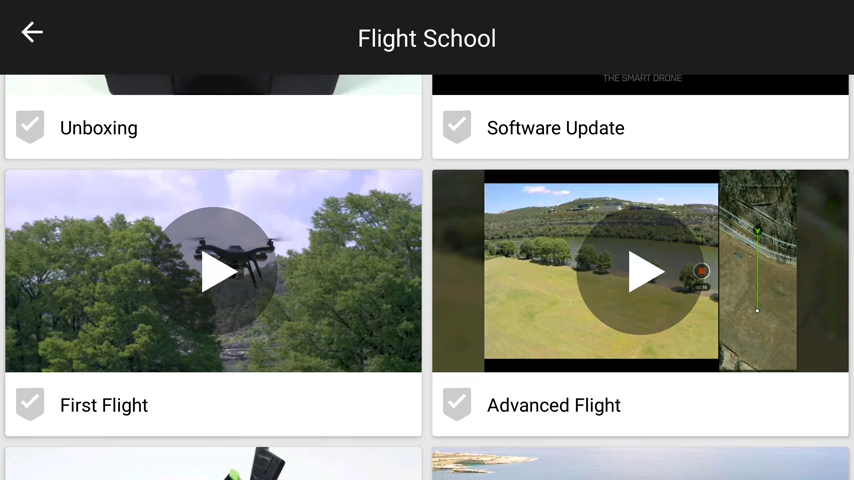 Flight School
THE SMART DRONE
Unboxing
Software Update
First Flight
Advanced Flight